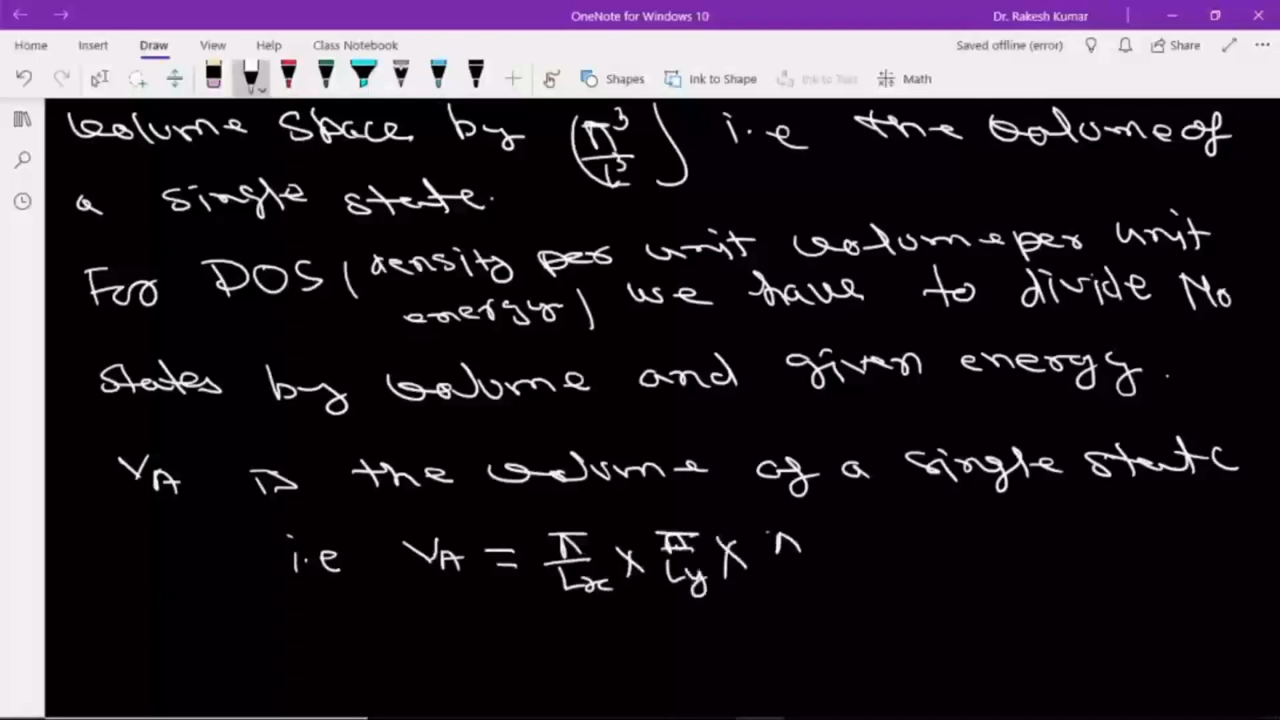 OneNote for Windows 10
Dr. Rakesh Kumar
Home Insert Draw View Help Class Notebook
Saved offline (error) Share
Shapes Ink to Shape Ink to Text Math
volume space by (π³/L³) i.e the volume of
a single state.
For DOS (density per unit volume per unit
energy) we have to divide No
states by volume and given energy.
VA is the volume of a single state
i.e VA = π/Lx × π/Ly ×